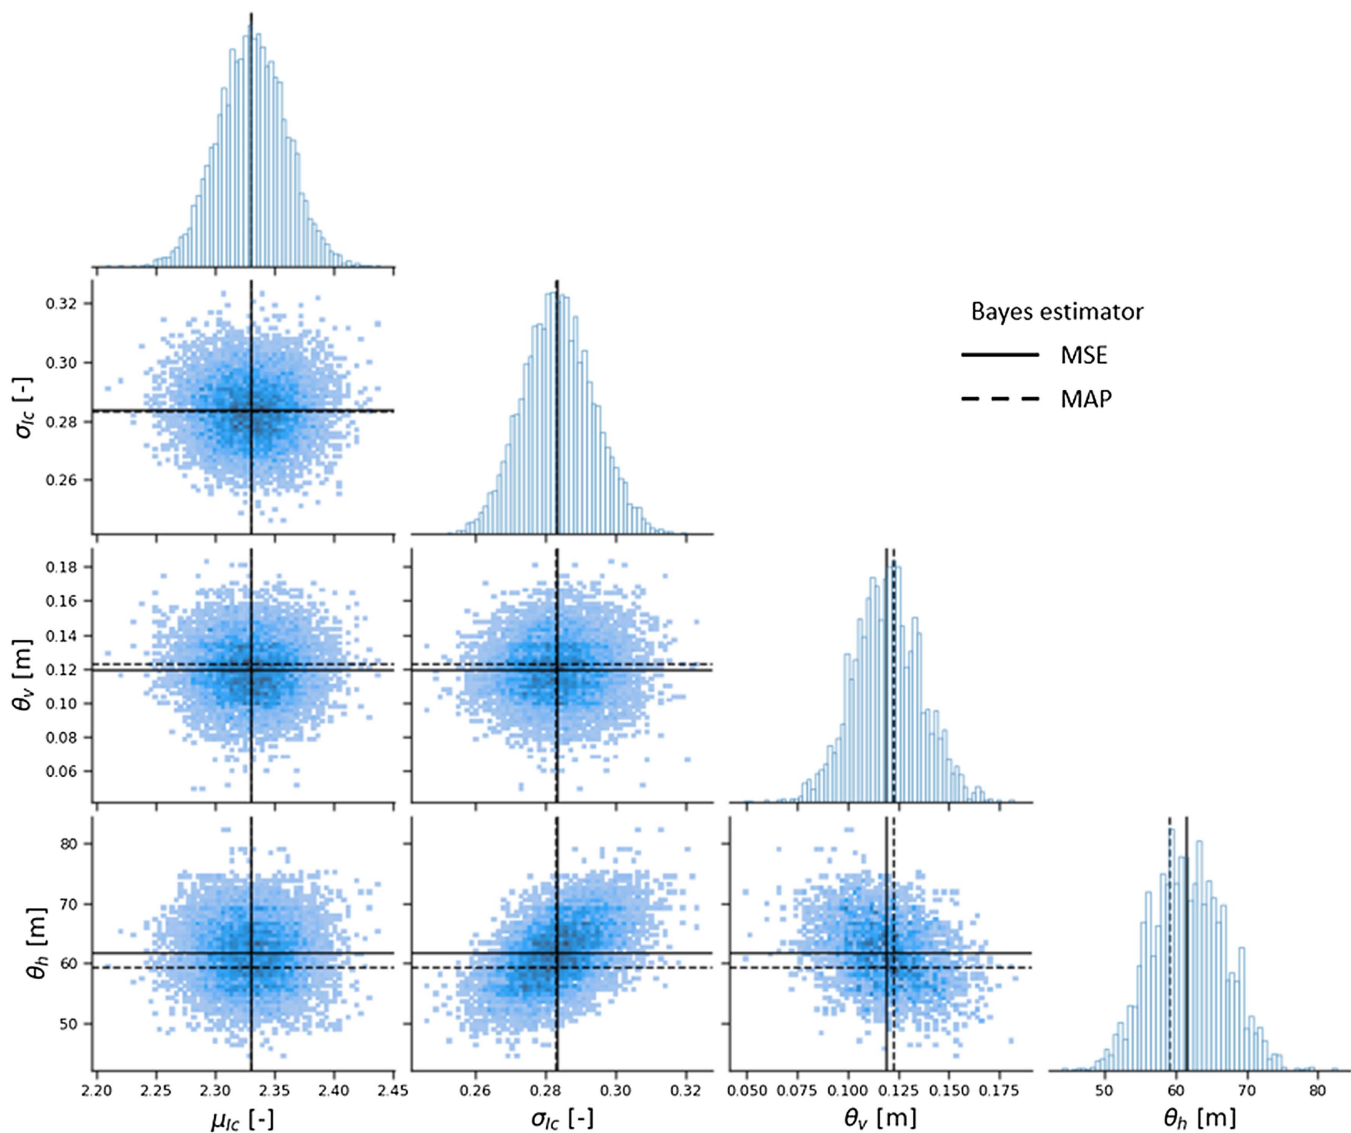 0.32
0.30
0.28
0.26
σIc [-]
Bayes estimator
MSE
MAP
0.18
0.16
0.14
0.12
0.10
0.08
0.06
θv [m]
80
70
60
50
θh [m]
2.20 2.25 2.30 2.35 2.40 2.45
μIc [-]
0.26 0.28 0.30 0.32
σIc [-]
0.050 0.075 0.100 0.125 0.150 0.175
θv [m]
50 60 70 80
θh [m]